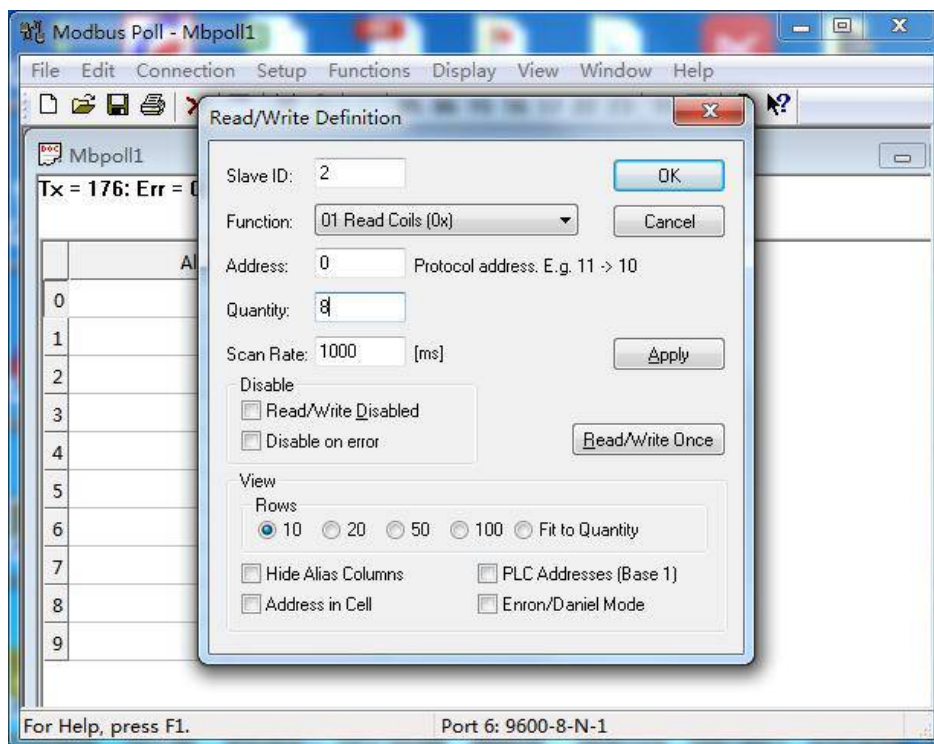 Modbus Poll - Mbpoll1
File Edit Connection Setup Functions Display View Window Help
Read/Write Definition
Mbpoll1
Tx = 176: Err =
Slave ID: 2
OK
Function: 01 Read Coils (0x)
Cancel
Address: 0 Protocol address. E.g. 11 -> 10
Quantity: 8
Scan Rate: 1000 [ms]
Apply
Disable
Read/Write Disabled
Disable on error
Read/Write Once
View
Rows
10 20 50 100 Fit to Quantity
Hide Alias Columns PLC Addresses (Base 1)
Address in Cell Enron/Daniel Mode
0
1
2
3
4
5
6
7
8
9
For Help, press F1. Port 6: 9600-8-N-1